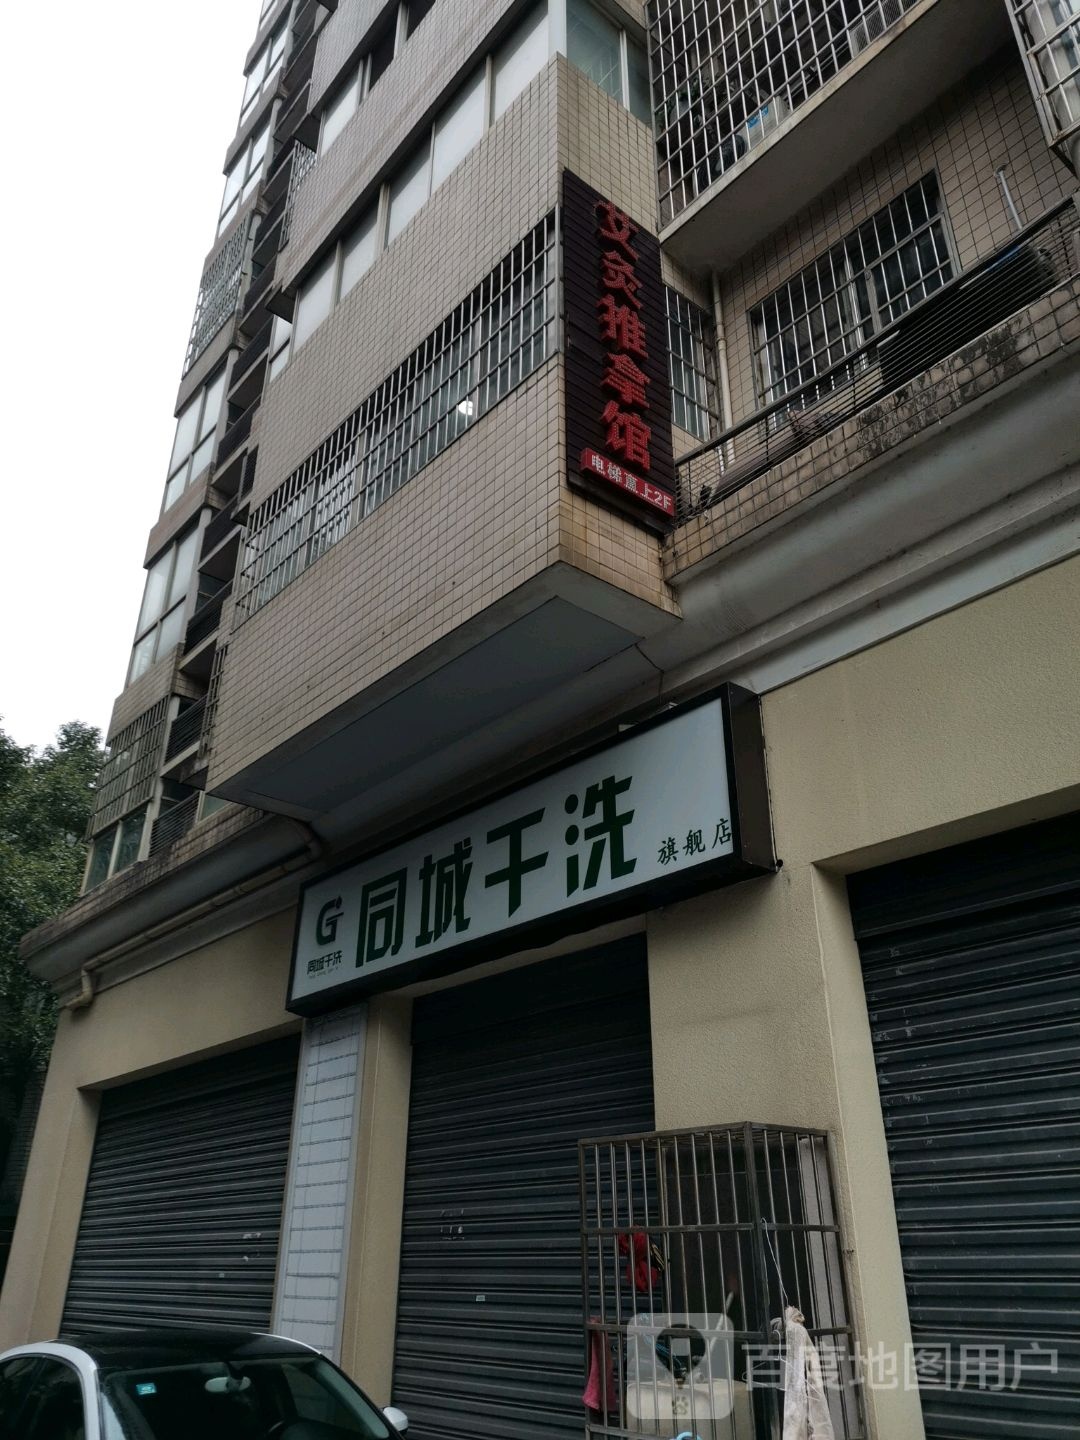 艾灸推拿馆
电梯直上2F
同城干洗
旗舰店
G
同城干洗
百度地图用户